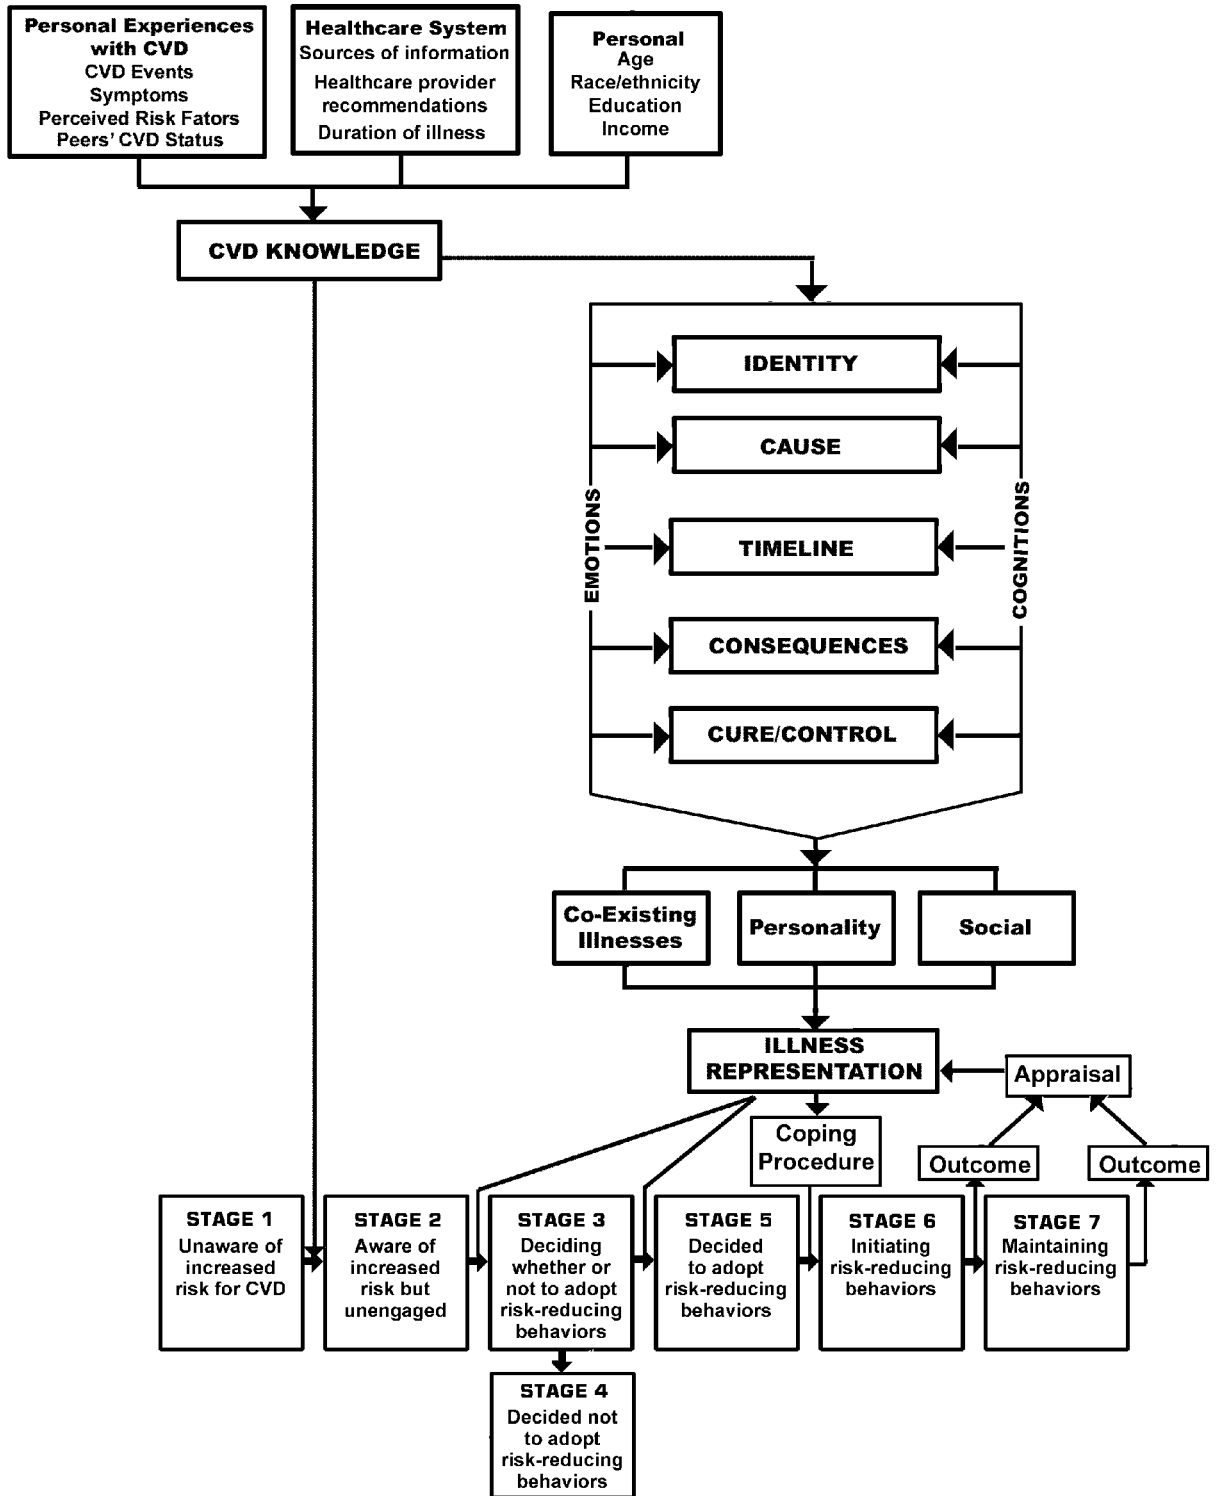 Personal Experiences
with CVD
CVD Events
Symptoms
Perceived Risk Fators
Peers' CVD Status
Healthcare System
Sources of information
Healthcare provider
recommendations
Duration of illness
Personal
Age
Race/ethnicity
Education
Income
CVD KNOWLEDGE
IDENTITY
CAUSE
EMOTIONS
COGNITIONS
TIMELINE
CONSEQUENCES
CURE/CONTROL
Co-Existing
Illnesses
Personality
Social
ILLNESS
REPRESENTATION
Appraisal
Coping
Procedure
Outcome
Outcome
STAGE 1
Unaware of
increased
risk for CVD
STAGE 2
Aware of
increased
risk but
unengaged
STAGE 3
Deciding
whether or
not to adopt
risk-reducing
behaviors
STAGE 5
Decided
to adopt
risk-reducing
behaviors
STAGE 6
Initiating
risk-reducing
behaviors
STAGE 7
Maintaining
risk-reducing
behaviors
STAGE 4
Decided not
to adopt
risk-reducing
behaviors